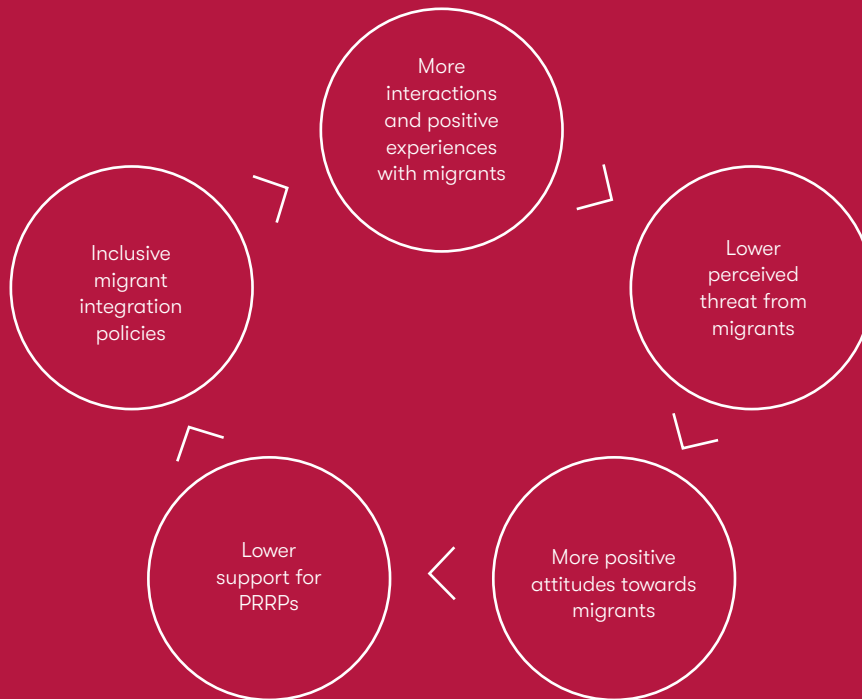 More
interactions
and positive
experiences
with migrants
Lower
perceived
threat from
migrants
More positive
attitudes towards
migrants
Lower
support for
PRRPs
Inclusive
migrant
integration
policies